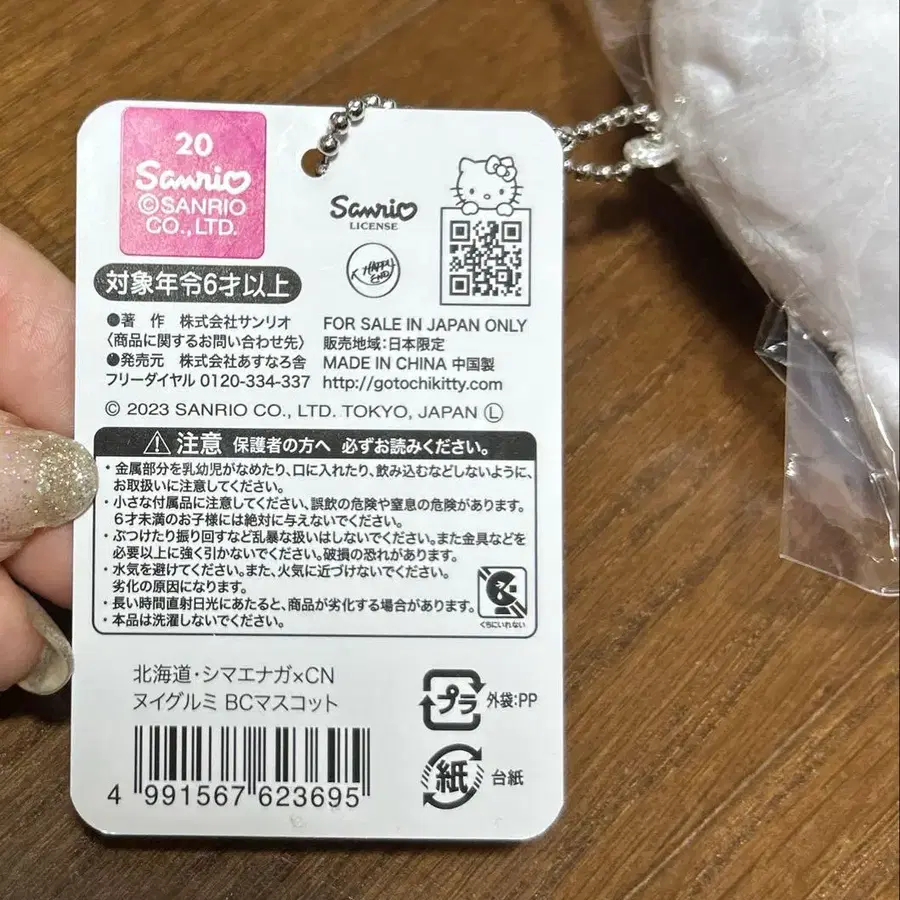 20
Sanrio
©SANRIO
CO.,LTD.
Sanrio
LICENSE
HAPPY
END
対象年令6才以上
●著 作 株式会社サンリオ
〈商品に関するお問い合わせ先〉
●発売元 株式会社あすなろ舎
フリーダイヤル 0120-334-337
FOR SALE IN JAPAN ONLY
販売地域:日本限定
MADE IN CHINA 中国製
http://gotochikitty.com
© 2023 SANRIO CO., LTD. TOKYO, JAPAN Ⓛ
注意 保護者の方へ 必ずお読みください。
・金属部分を乳幼児がなめたり、口に入れたり、飲み込むなどしないように、
お取扱いに注意してください。
・小さな付属品に注意してください、誤飲の危険や窒息の危険があります。
6才未満のお子様には絶対に与えないでください。
・ぶつけたり振り回すなど乱暴な扱いはしないでください。また金具などを
必要以上に強く引かないでください。破損の恐れがあります。
・水気を避けてください。また、火気に近づけないでください。
劣化の原因になります。
・長い時間直射日光にあたると、商品が劣化する場合があります。
・本品は洗濯しないでください。
くちにいれない
北海道・シマエナガ×CN
ヌイグルミ BCマスコット
プラ 外袋:PP
紙 台紙
4 991567 623695